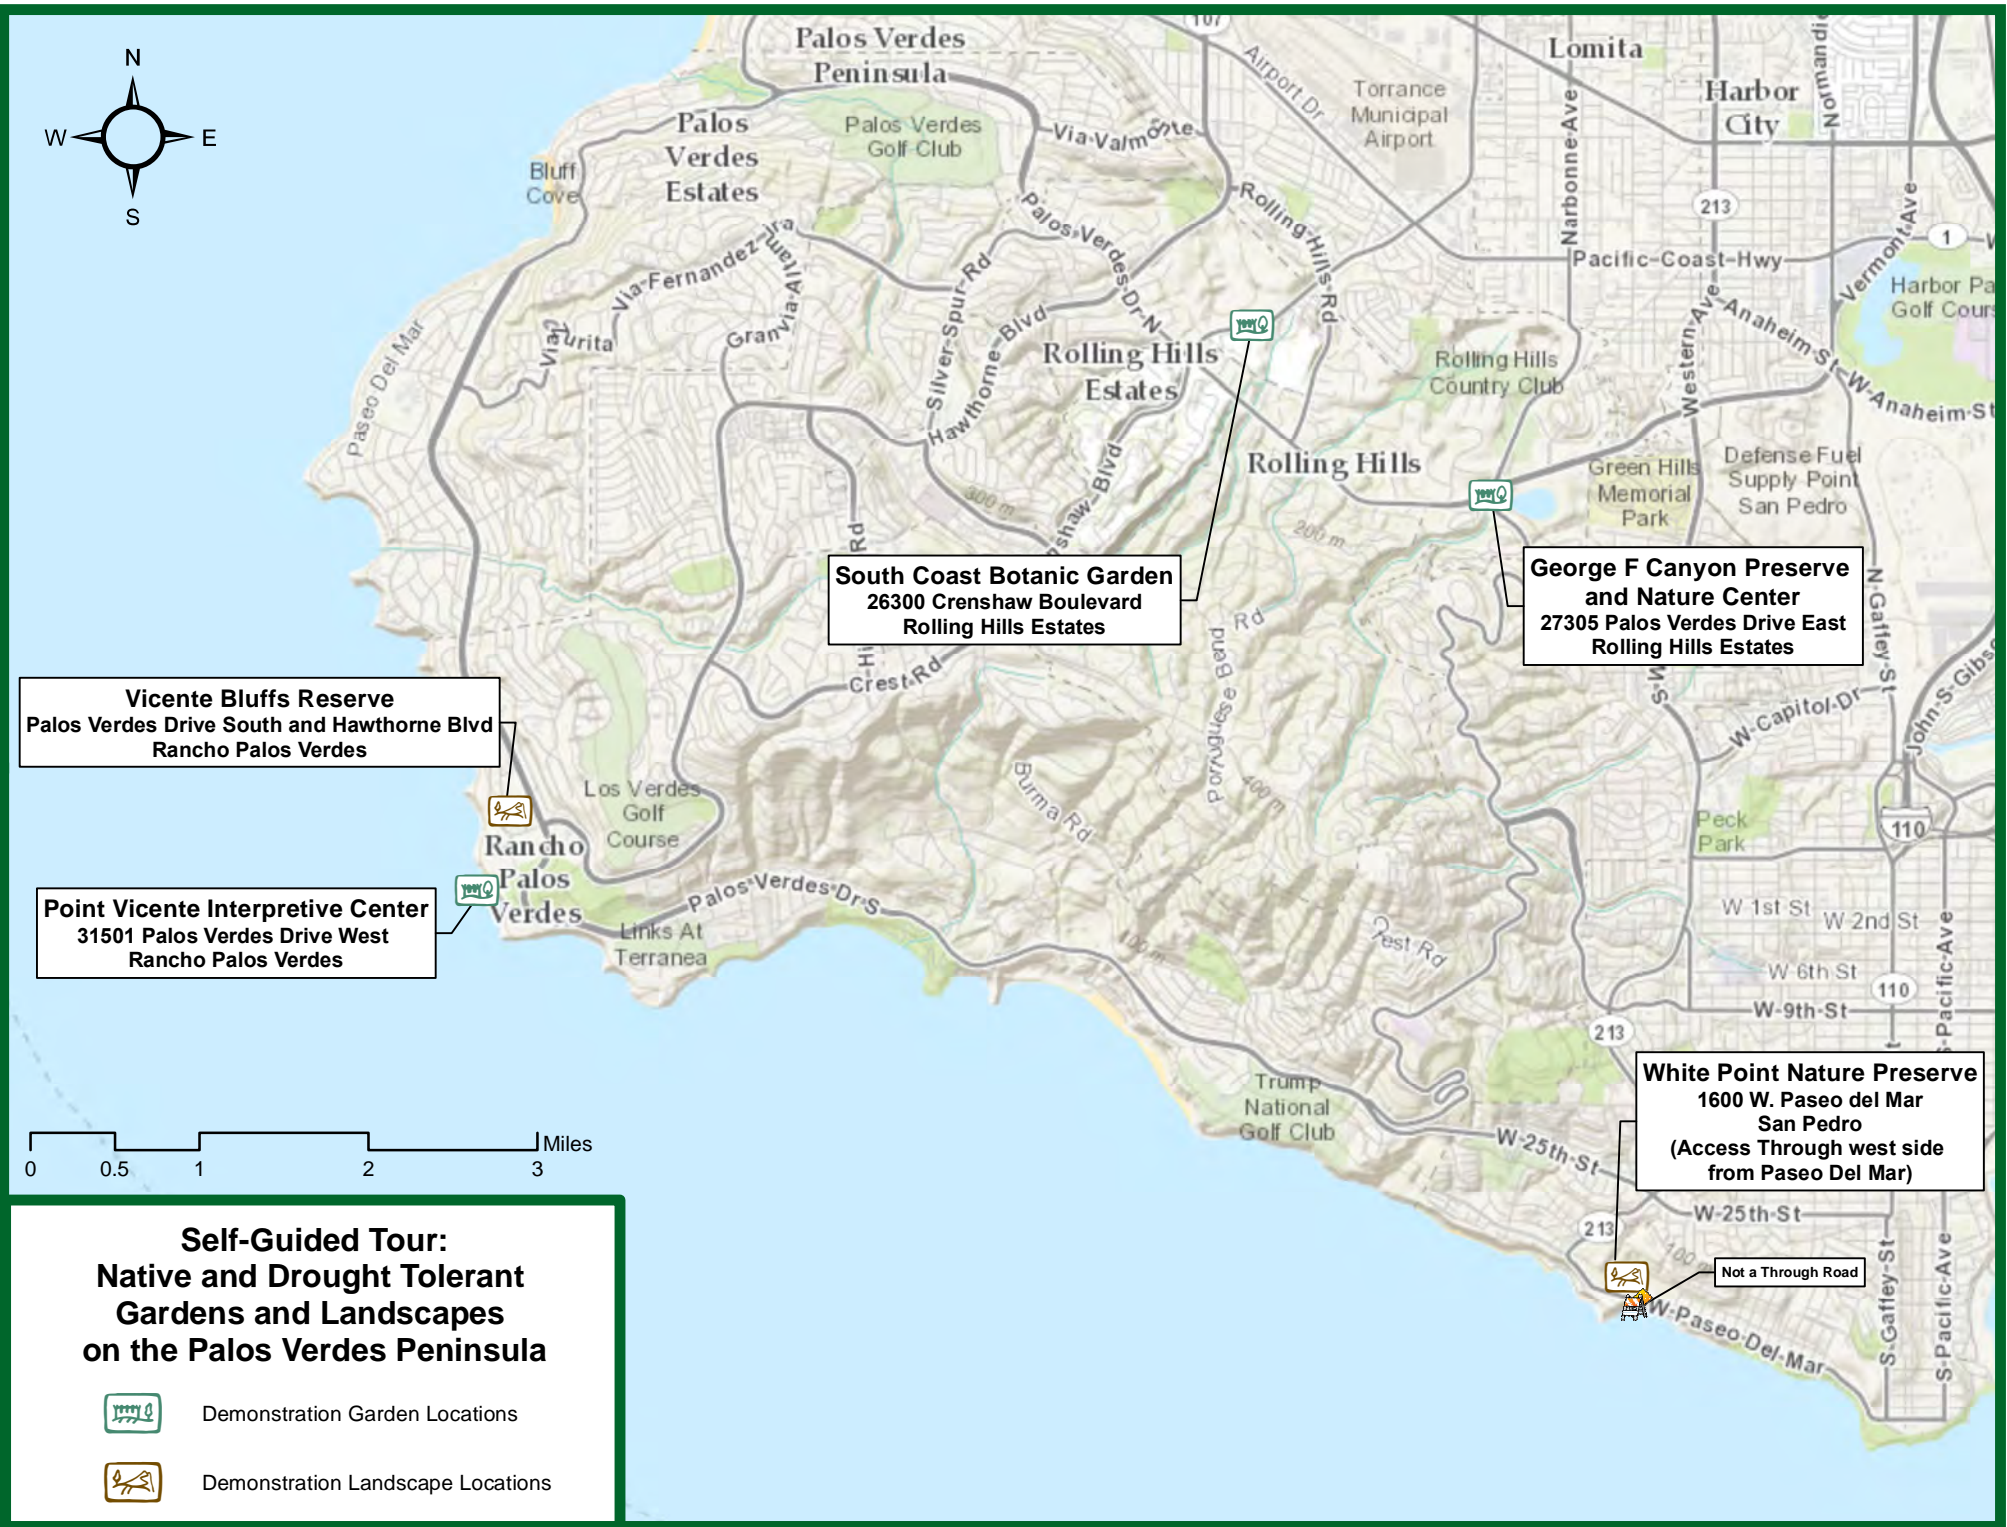 N
W
E
S
107
Palos Verdes
Peninsula
Airport Dr
Lomita
Torrance
Municipal
Airport
Harbor
City
Palos
Verdes
Estates
Palos Verdes
Golf Club
Via Valmonte
Bluff
Cove
Narbonne Ave
213
Rolling Hills Rd
Palos Verdes Dr N
Pacific-Coast-Hwy
Vermont Ave
1
Harbor Pa
Golf Cours
Via Fernandez
Silver Spur Rd
Via
Zurita
Paseo Del Mar
Hawthorne Blvd
Western Ave
Anaheim St
W-Anaheim-St
Rolling Hills
Estates
Rolling Hills
Country Club
Rolling Hills
Green Hills
Memorial
Park
Defense Fuel
Supply Point
San Pedro
300 m
200 m
South Coast Botanic Garden
26300 Crenshaw Boulevard
Rolling Hills Estates
George F Canyon Preserve
and Nature Center
27305 Palos Verdes Drive East
Rolling Hills Estates
N-Gaffey-St
Crest-Rd
Portuguese Bend Rd
W-Capitol-Dr
Vicente Bluffs Reserve
Palos Verdes Drive South and Hawthorne Blvd
Rancho Palos Verdes
Los Verdes
Golf
Course
Burma Rd
400 m
Peck
Park
110
Rancho
Palos
Verdes
Palos Verdes Dr S
Point Vicente Interpretive Center
31501 Palos Verdes Drive West
Rancho Palos Verdes
Links At
Terranea
100 m
W 1st St
W 2nd St
W 6th St
110
W-9th-St
213
Trump
National
Golf Club
White Point Nature Preserve
1600 W. Paseo del Mar
San Pedro
(Access Through west side
from Paseo Del Mar)
W-25th-St
W-25th-St
213
100 m
Not a Through Road
W-Paseo-Del-Mar
S-Gaffey-St
S-Pacific-Ave
Miles
0 0.5 1 2 3
Self-Guided Tour:
Native and Drought Tolerant
Gardens and Landscapes
on the Palos Verdes Peninsula
Demonstration Garden Locations
Demonstration Landscape Locations